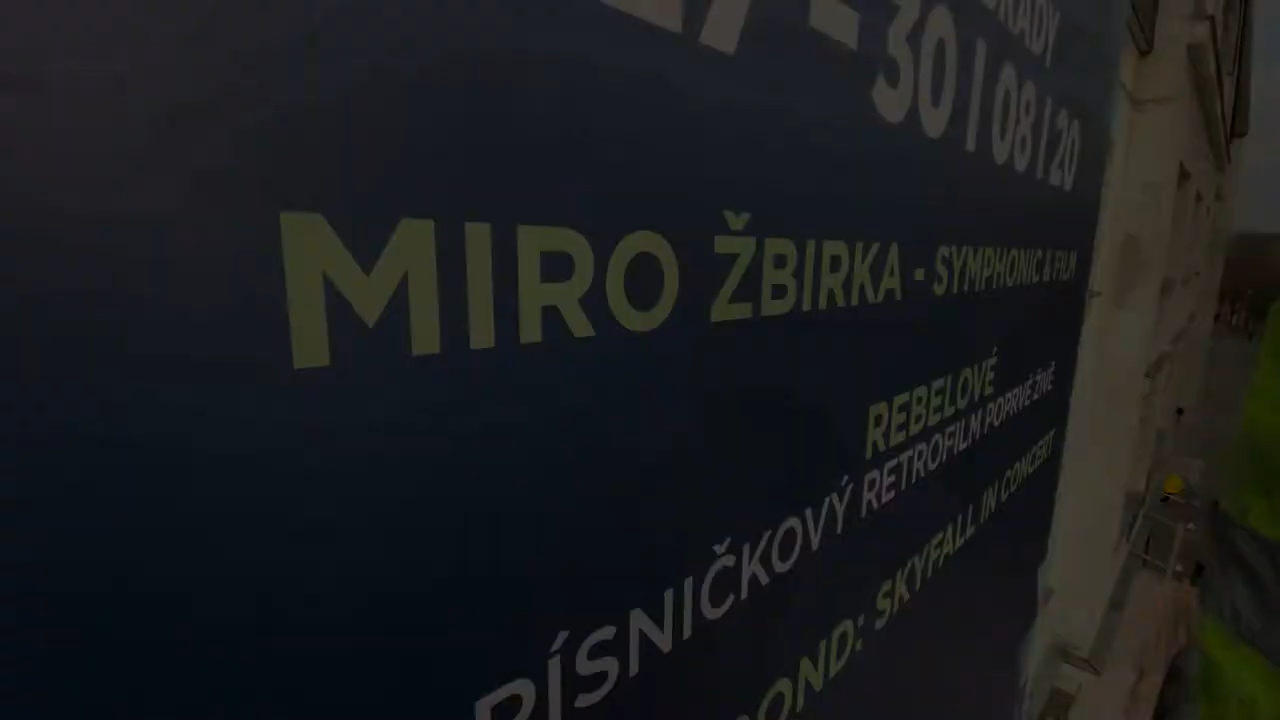 30 | 08 | 20
MIRO ŽBIRKA - SYMPHONIC & FILM
REBELOVÉ
PÍSNIČKOVÝ RETROFILM POPRVÉ ŽIVĚ
SKYFALL IN CONCERT